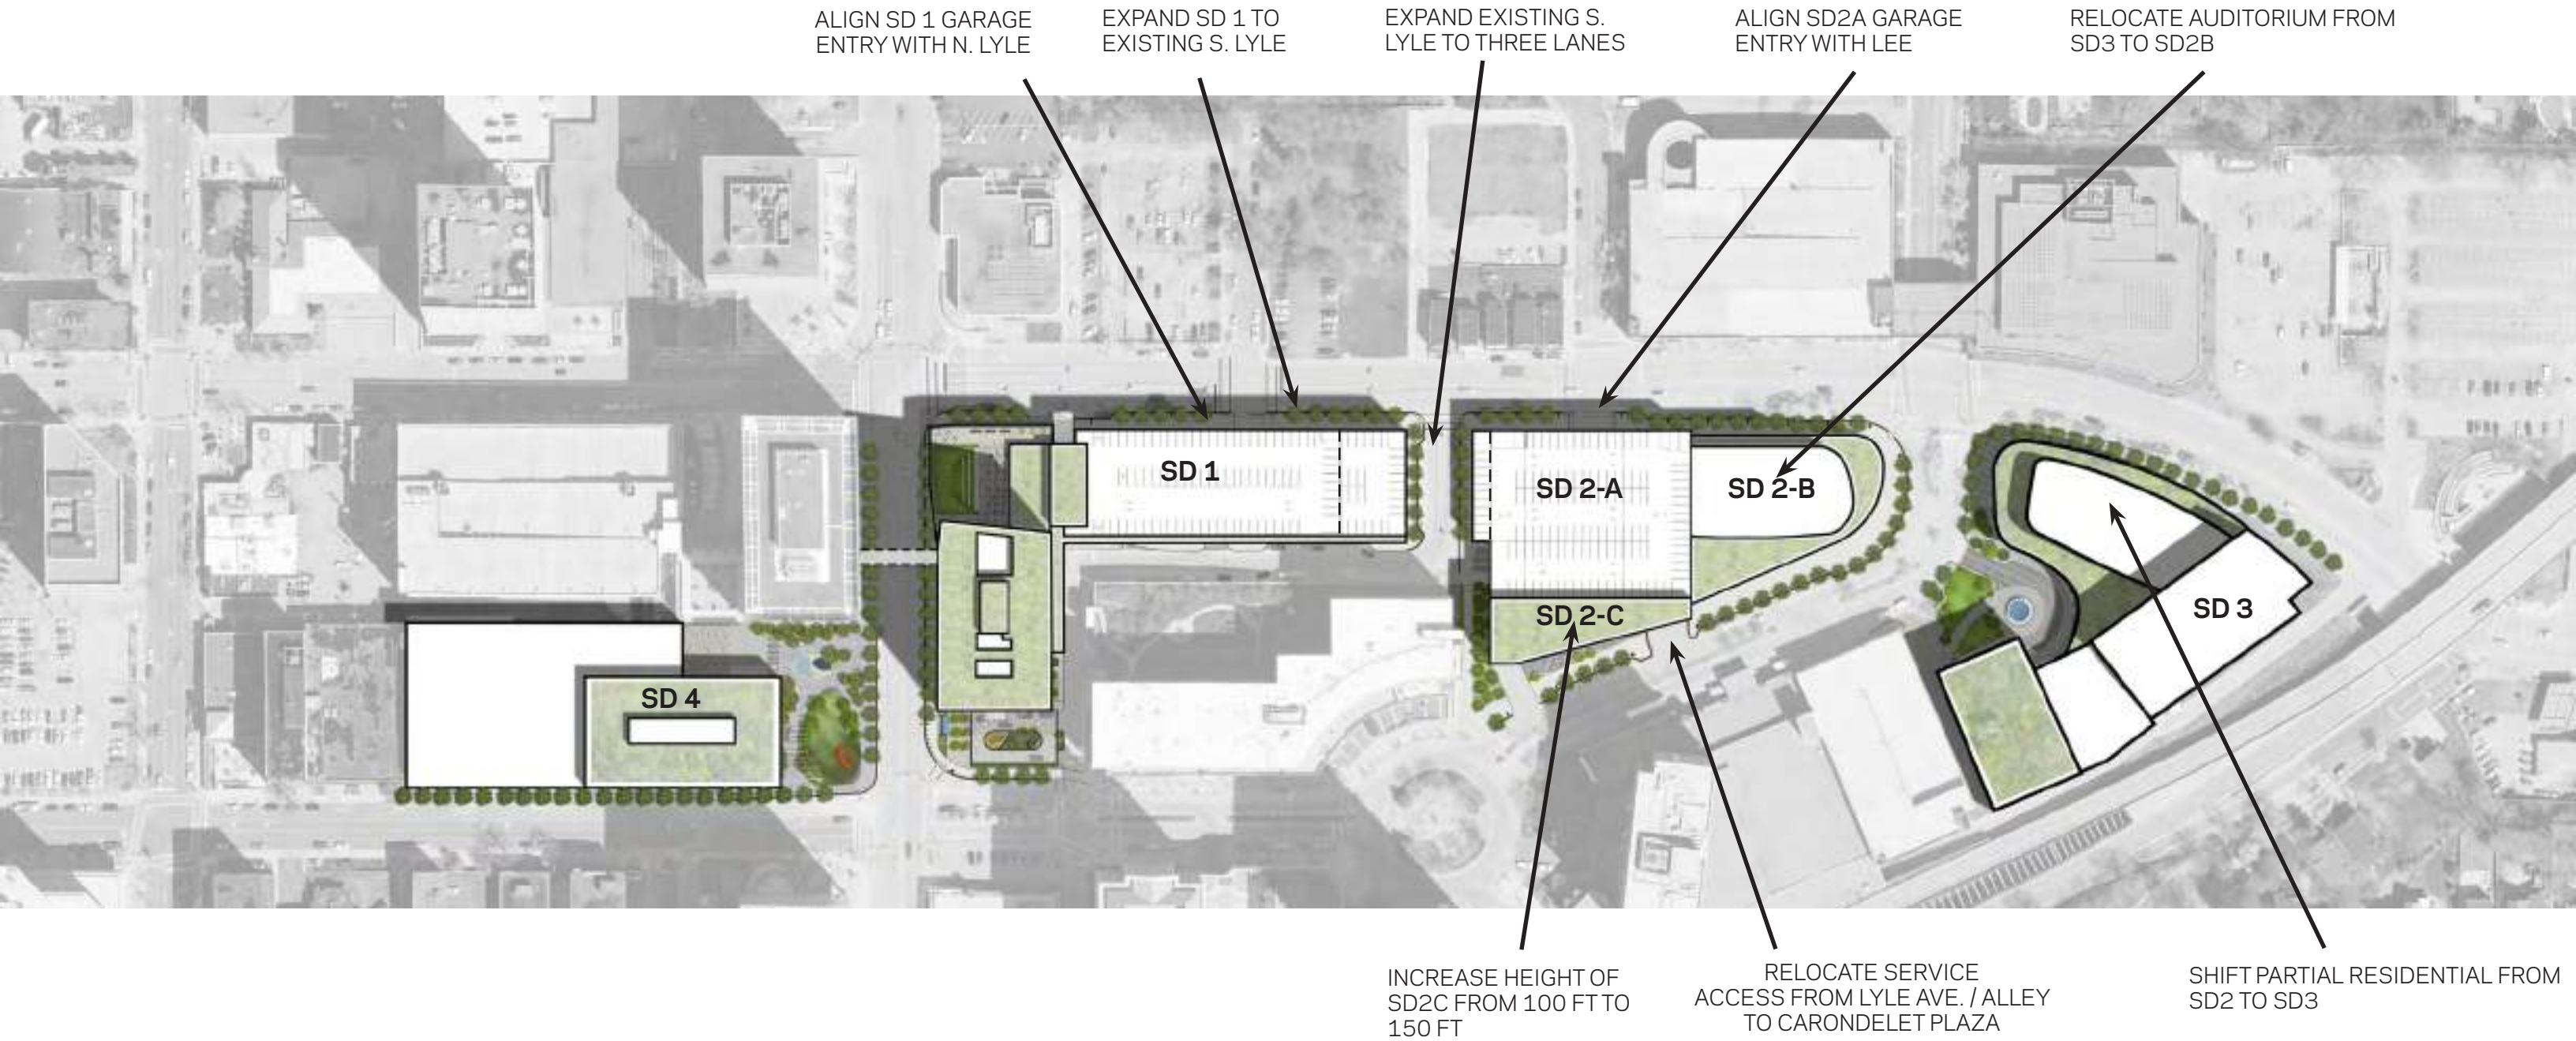 ALIGN SD 1 GARAGE
ENTRY WITH N. LYLE
EXPAND SD 1 TO
EXISTING S. LYLE
EXPAND EXISTING S.
LYLE TO THREE LANES
ALIGN SD2A GARAGE
ENTRY WITH LEE
RELOCATE AUDITORIUM FROM
SD3 TO SD2B
SD 1
SD 2-A
SD 2-B
SD 2-C
SD 3
SD 4
INCREASE HEIGHT OF
SD2C FROM 100 FT TO
150 FT
RELOCATE SERVICE
ACCESS FROM LYLE AVE. / ALLEY
TO CARONDELET PLAZA
SHIFT PARTIAL RESIDENTIAL FROM
SD2 TO SD3